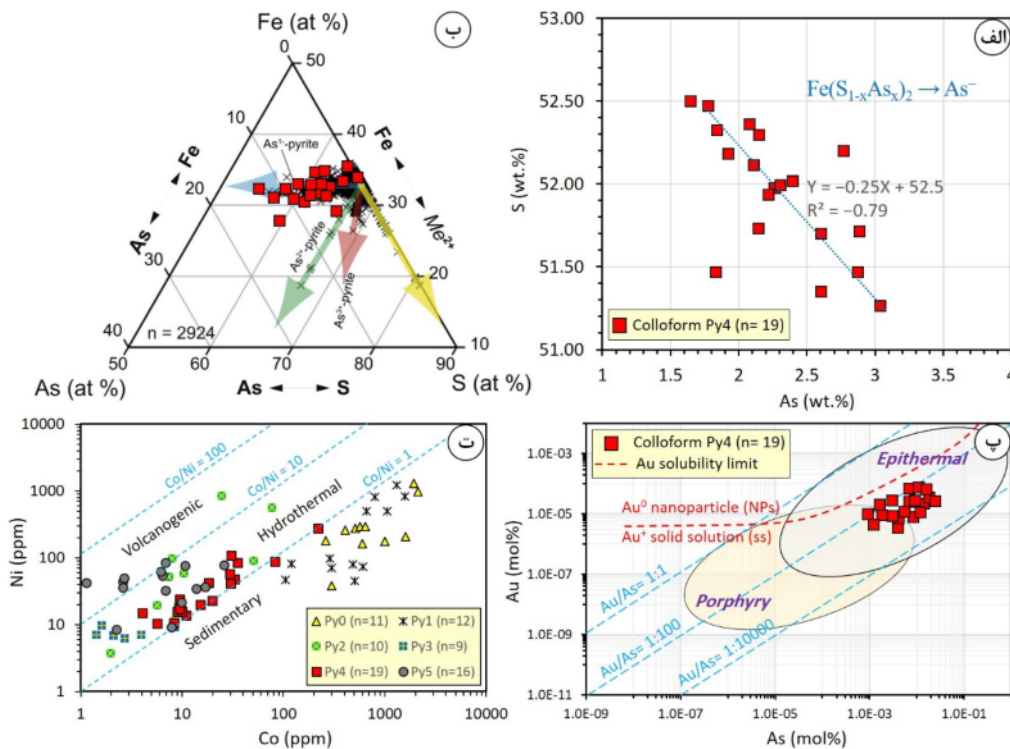 الف
53.00
52.50
52.00
51.50
51.00
S (wt.%)
Fe(S1-xAsx)2 → As⁻
Y = −0.25X + 52.5
R² = −0.79
Colloform Py4 (n= 19)
1
1.5
2
2.5
3
3.5
4
As (wt.%)
ب
Fe (at %)
0
50
10
40
As¹⁻-pyrite
Fe
Fe
20
30
Me²⁺
As
As²⁺-pyrite
As³⁺-pyrite
30
20
40
n = 2924
10
50
60
70
80
90
100
As (at %)
As
S
S (at %)
پ
Colloform Py4 (n= 19)
Au solubility limit
Epithermal
Au⁰ nanoparticle (NPs)
Au⁺ solid solution (ss)
Porphyry
Au/As= 1:1
Au/As= 1:100
Au/As= 1:10000
1.0E-03
1.0E-05
1.0E-07
1.0E-09
1.0E-11
Au (mol%)
1.0E-09
1.0E-07
1.0E-05
1.0E-03
1.0E-01
As (mol%)
ت
10000
1000
100
10
1
Ni (ppm)
Co/Ni = 100
Co/Ni = 10
Co/Ni = 1
Volcanogenic
Hydrothermal
Sedimentary
Py0 (n=11)
Py1 (n=12)
Py2 (n=10)
Py3 (n=9)
Py4 (n=19)
Py5 (n=16)
1
10
100
1000
10000
Co (ppm)